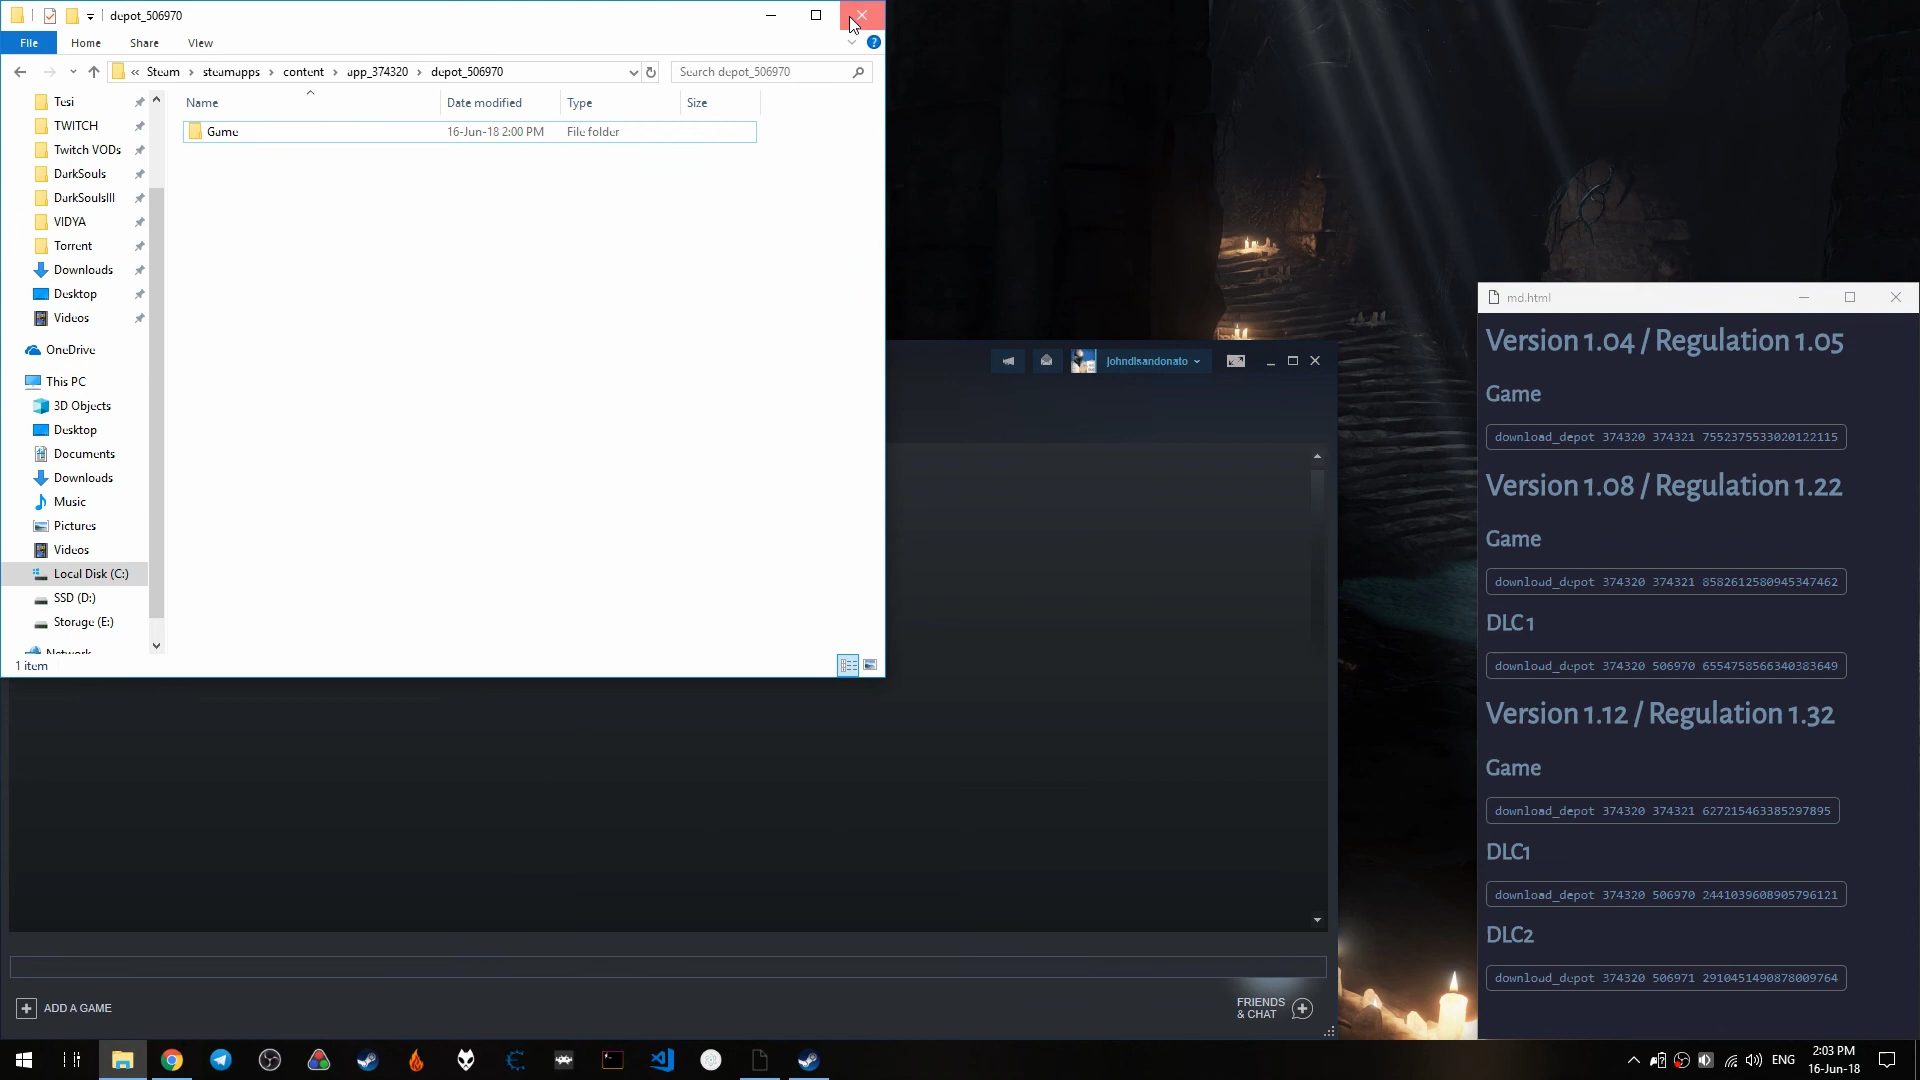 depot_506970
File
Home
Share
View
« Steam › steamapps › content › app_374320 › depot_506970
Search depot_506970
Name
Date modified
Type
Size
Game
16-Jun-18 2:00 PM
File folder
Tesi
TWITCH
Twitch VODs
DarkSouls
DarkSoulsIII
VIDYA
Torrent
Downloads
Desktop
Videos
OneDrive
This PC
3D Objects
Desktop
Documents
Downloads
Music
Pictures
Videos
Local Disk (C:)
SSD (D:)
Storage (E:)
Network
1 item
johndisandonato
ADD A GAME
FRIENDS
& CHAT
md.html
Version 1.04 / Regulation 1.05
Game
download_depot 374320 374321 7552375533020122115
Version 1.08 / Regulation 1.22
Game
download_depot 374320 374321 8582612580945347462
DLC 1
download_depot 374320 506970 6554758566340383649
Version 1.12 / Regulation 1.32
Game
download_depot 374320 374321 627215463385297895
DLC1
download_depot 374320 506970 2441039608905796121
DLC2
download_depot 374320 506971 2910451490878009764
ENG
2:03 PM
16-Jun-18